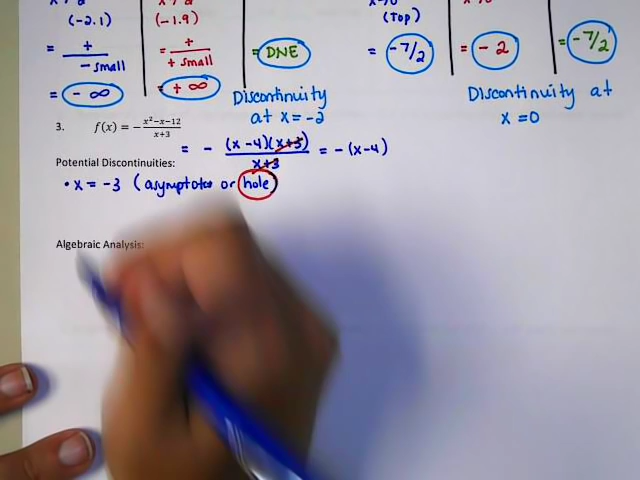 (-2.1) (-1.9) (top)
= + / - small = + / + small = DNE = -7/2 = -2 = -7/2
= - ∞ = + ∞ Discontinuity at x = -2 Discontinuity at x = 0
3. f(x) = - x²-x-12 / x+3
= - (x-4)(x+3) / x+3 = -(x-4)
Potential Discontinuities:
• x = -3 (asymptote or hole)
Algebraic Analysis: